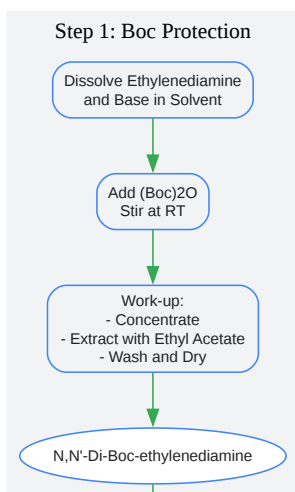 Step 1: Boc Protection
Dissolve Ethylenediamine
and Base in Solvent
Add (Boc)2O
Stir at RT
Work-up:
- Concentrate
- Extract with Ethyl Acetate
- Wash and Dry
N,N'-Di-Boc-ethylenediamine